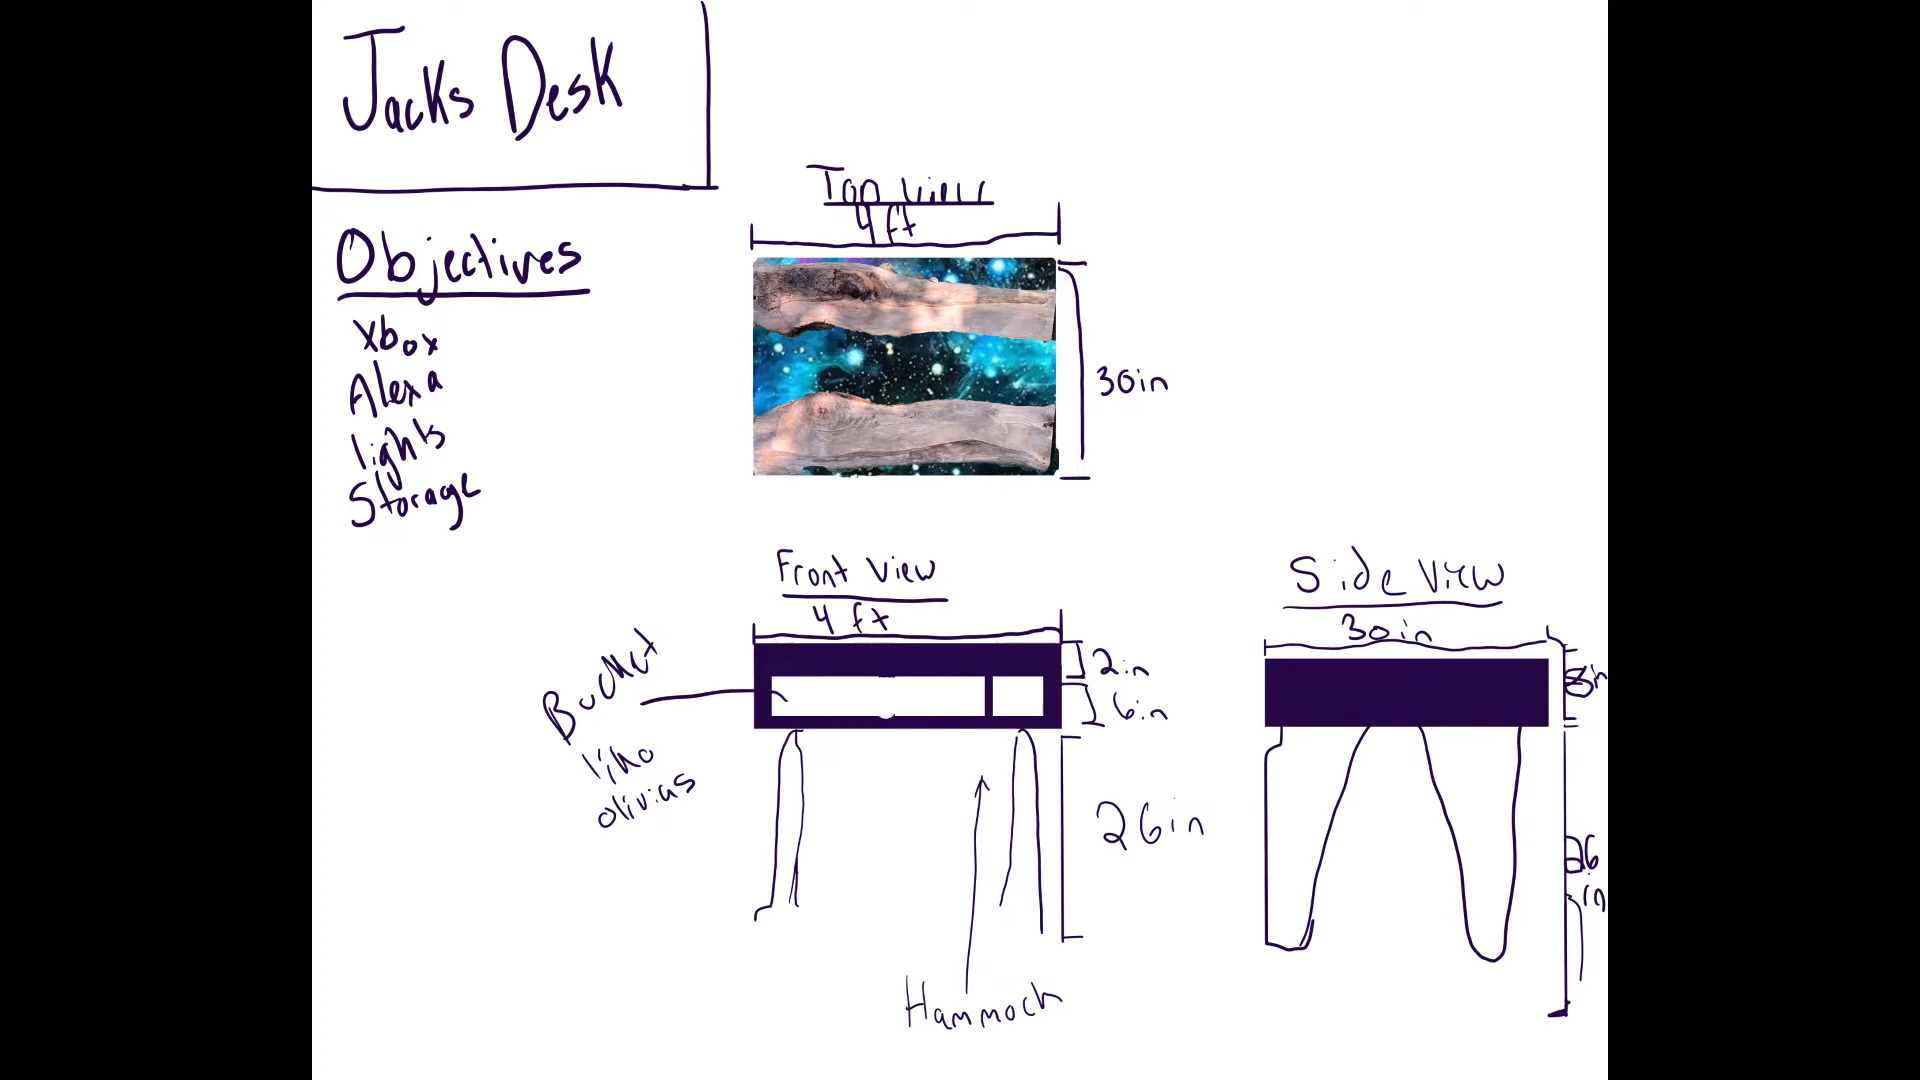 Jacks Desk
Objectives
Xbox
Alexa
lights
Storage
Top View
4 ft
30in
Front View
4 ft
2in
6in
26in
Bucket
like
olivias
Hammock
Side View
30in
8in
26
in